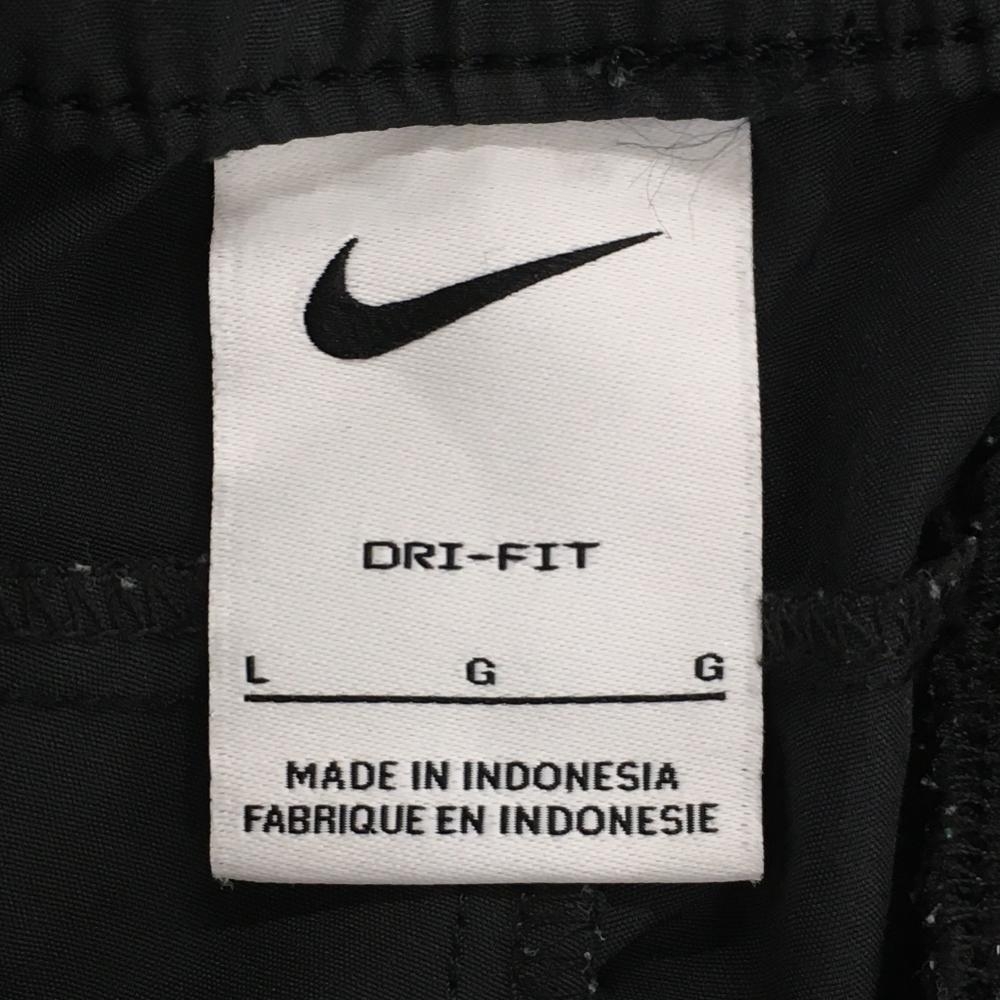 DRI-FIT
L G G
MADE IN INDONESIA
FABRIQUE EN INDONESIE